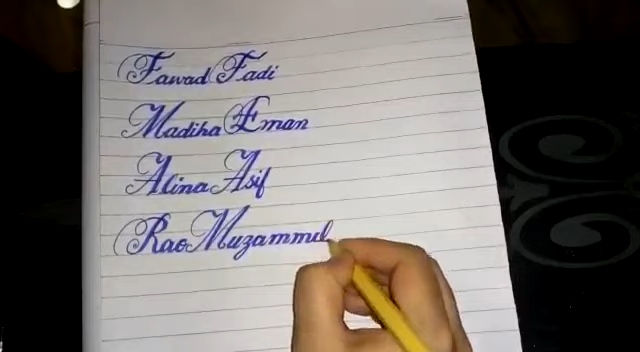 Fawad Fadi
Madiha Eman
Alina Asif
Rao Muzammil